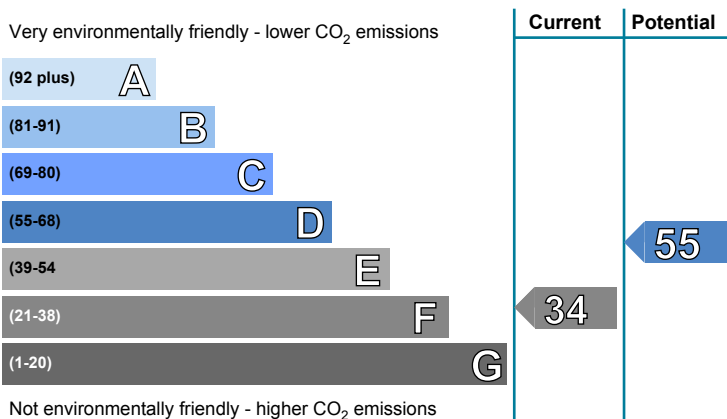 Current Potential
Very environmentally friendly - lower CO₂ emissions
(92 plus) A
(81-91) B
(69-80) C
(55-68) D
55
(39-54 E
(21-38) F
34
(1-20) G
Not environmentally friendly - higher CO₂ emissions